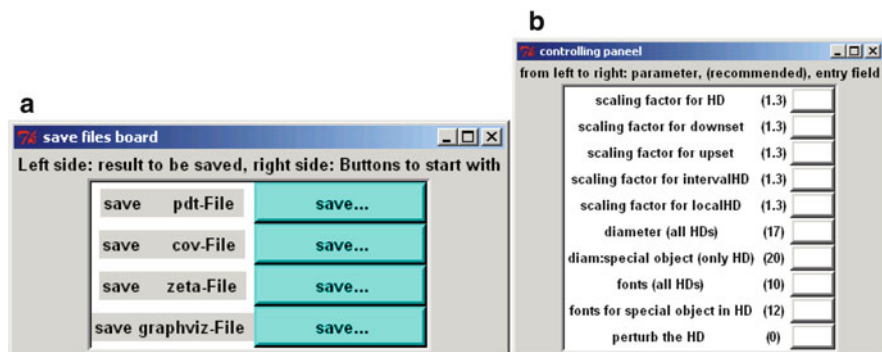 a
save files board
Left side: result to be saved, right side: Buttons to start with
save pdt-File save...
save cov-File save...
save zeta-File save...
save graphviz-File save...
b
controlling paneel
from left to right: parameter, (recommended), entry field
scaling factor for HD (1.3)
scaling factor for downset (1.3)
scaling factor for upset (1.3)
scaling factor for intervalHD (1.3)
scaling factor for localHD (1.3)
diameter (all HDs) (17)
diam:special object (only HD) (20)
fonts (all HDs) (10)
fonts for special object in HD (12)
perturb the HD (0)